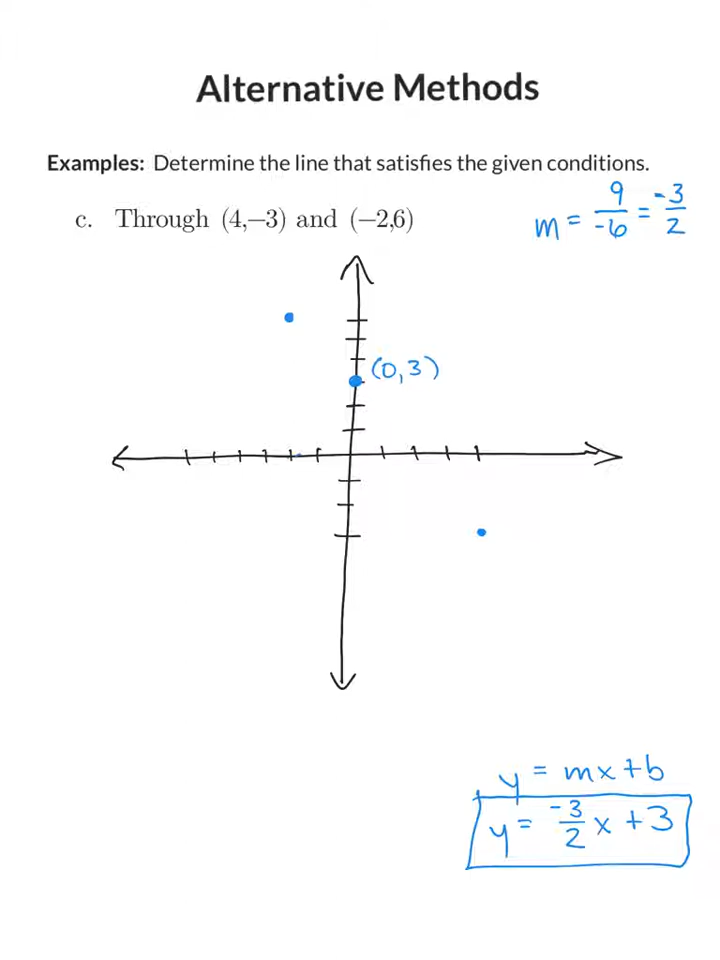 Alternative Methods
Examples: Determine the line that satisfies the given conditions.
c. Through (4,−3) and (−2,6)
m = 9/-6 = -3/2
(0,3)
y = mx+b
y = -3/2 x + 3